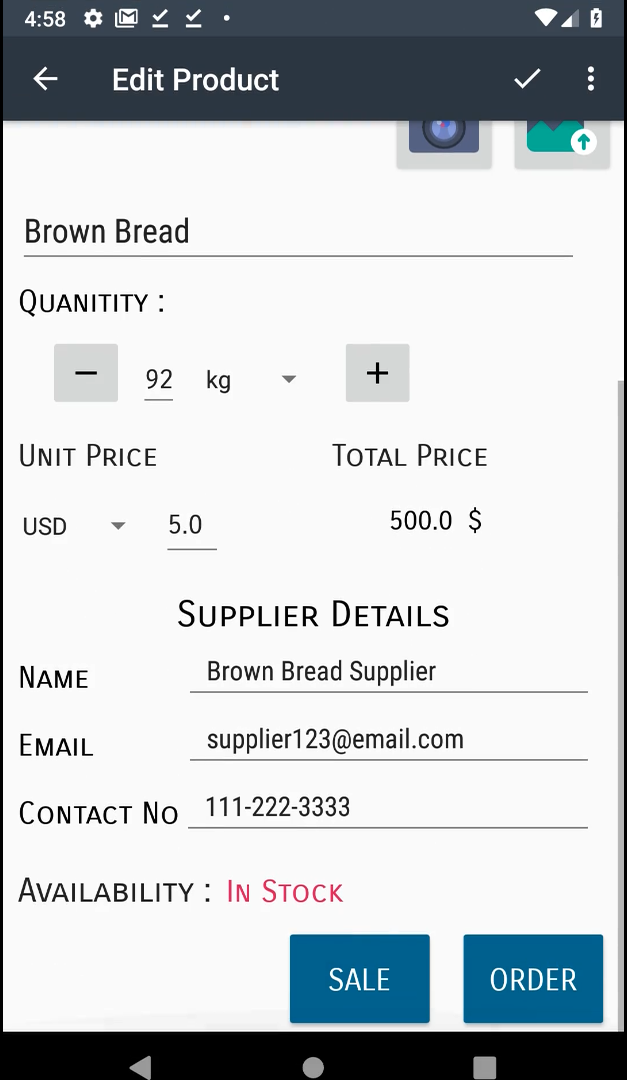 4:58
Edit Product
Brown Bread
Quanitity :
− 92 kg +
Unit Price Total Price
USD 5.0 500.0 $
Supplier Details
Name Brown Bread Supplier
Email supplier123@email.com
Contact No 111-222-3333
Availability : In Stock
SALE ORDER